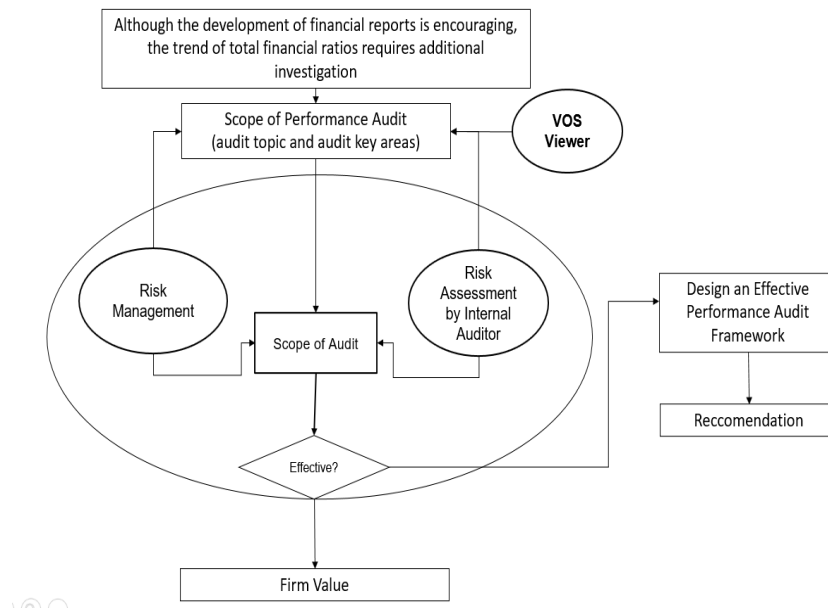 Although the development of financial reports is encouraging,
the trend of total financial ratios requires additional
investigation
Scope of Performance Audit
(audit topic and audit key areas)
VOS
Viewer
Risk
Management
Risk
Assessment
by Internal
Auditor
Scope of Audit
Design an Effective
Performance Audit
Framework
Reccomendation
Effective?
Firm Value